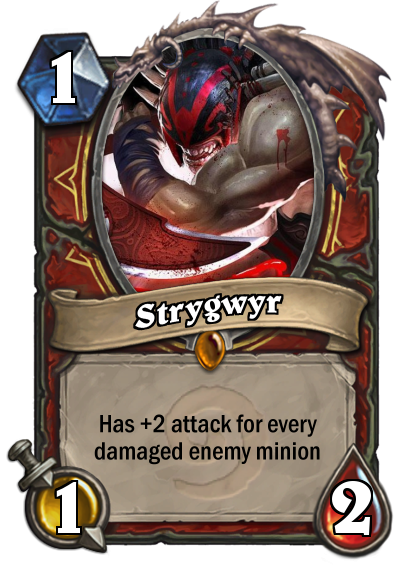 1
Strygwyr
Has +2 attack for every
damaged enemy minion
1
2